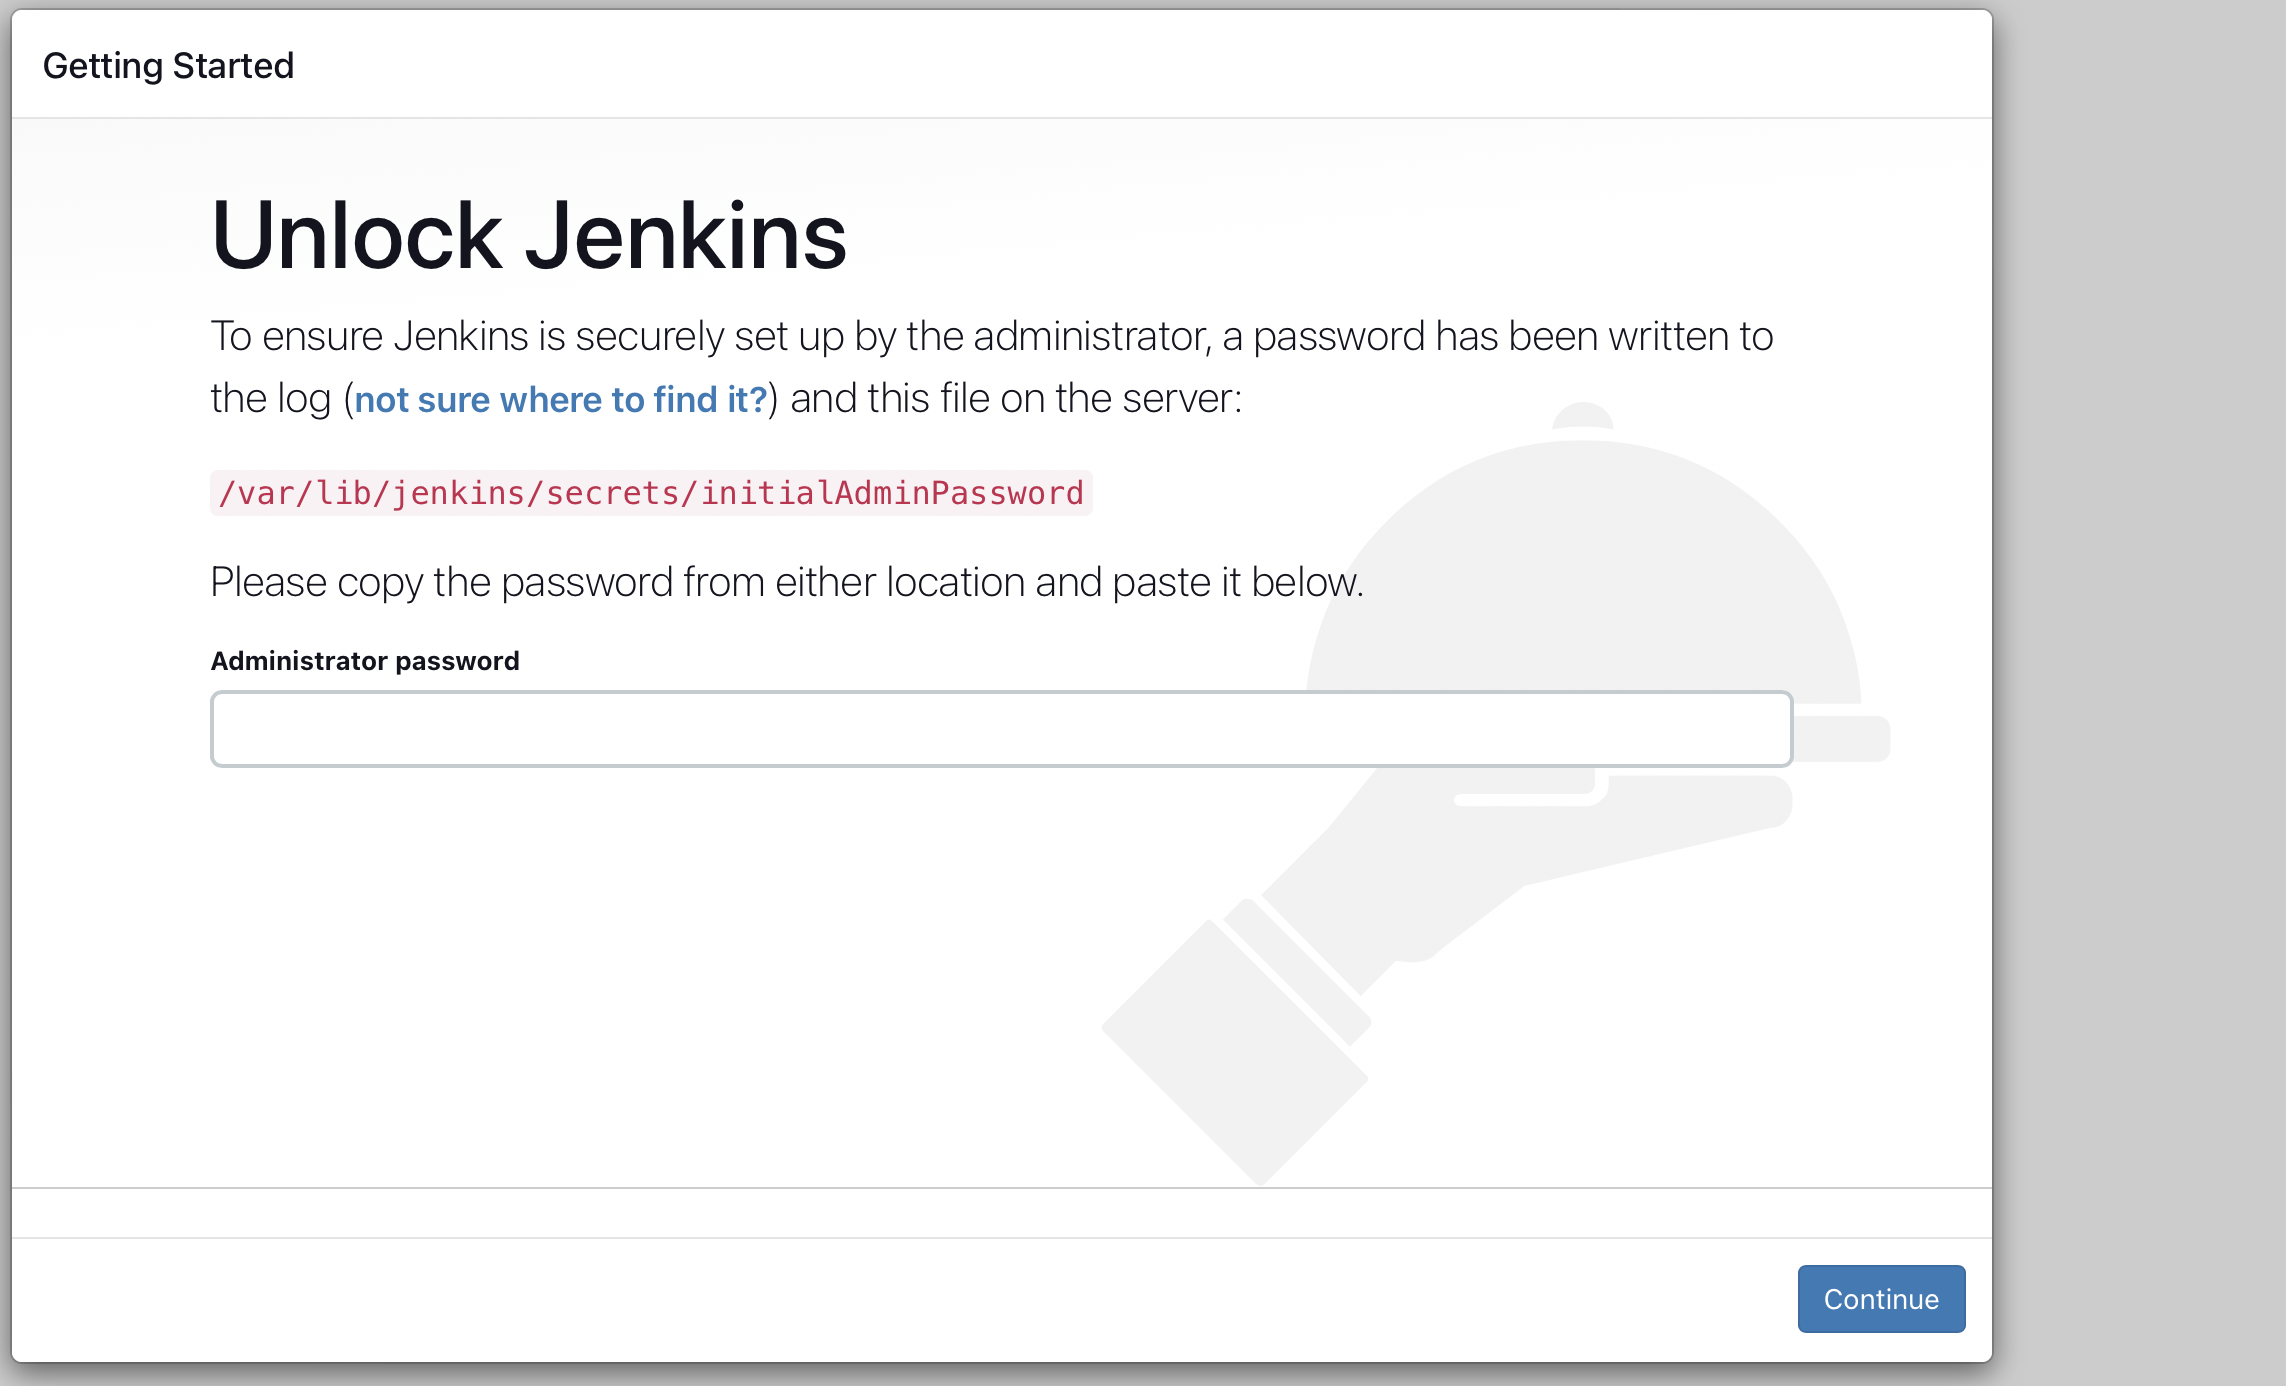 Getting Started
Unlock Jenkins
To ensure Jenkins is securely set up by the administrator, a password has been written to
the log (not sure where to find it?) and this file on the server:
/var/lib/jenkins/secrets/initialAdminPassword
Please copy the password from either location and paste it below.
Administrator password
Continue